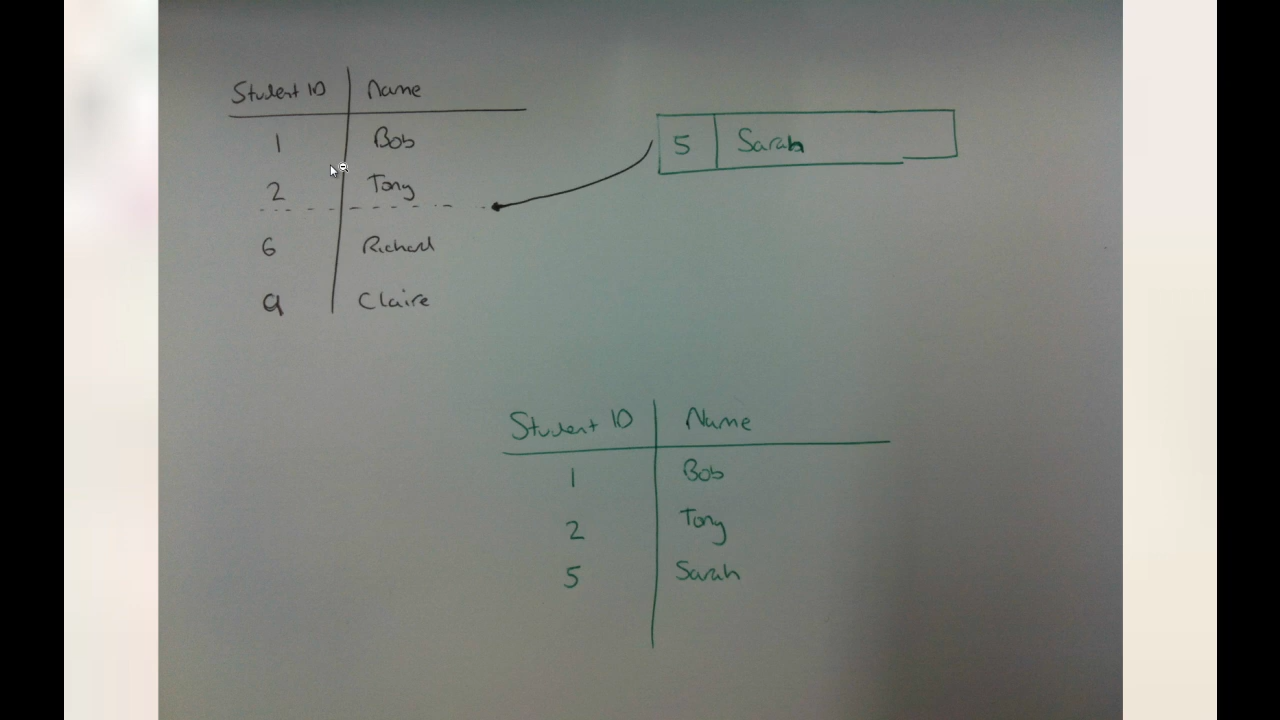 Student ID Name
1 Bob
2 Tony
6 Richard
9 Claire
5 Sarah
Student ID Name
1 Bob
2 Tony
5 Sarah